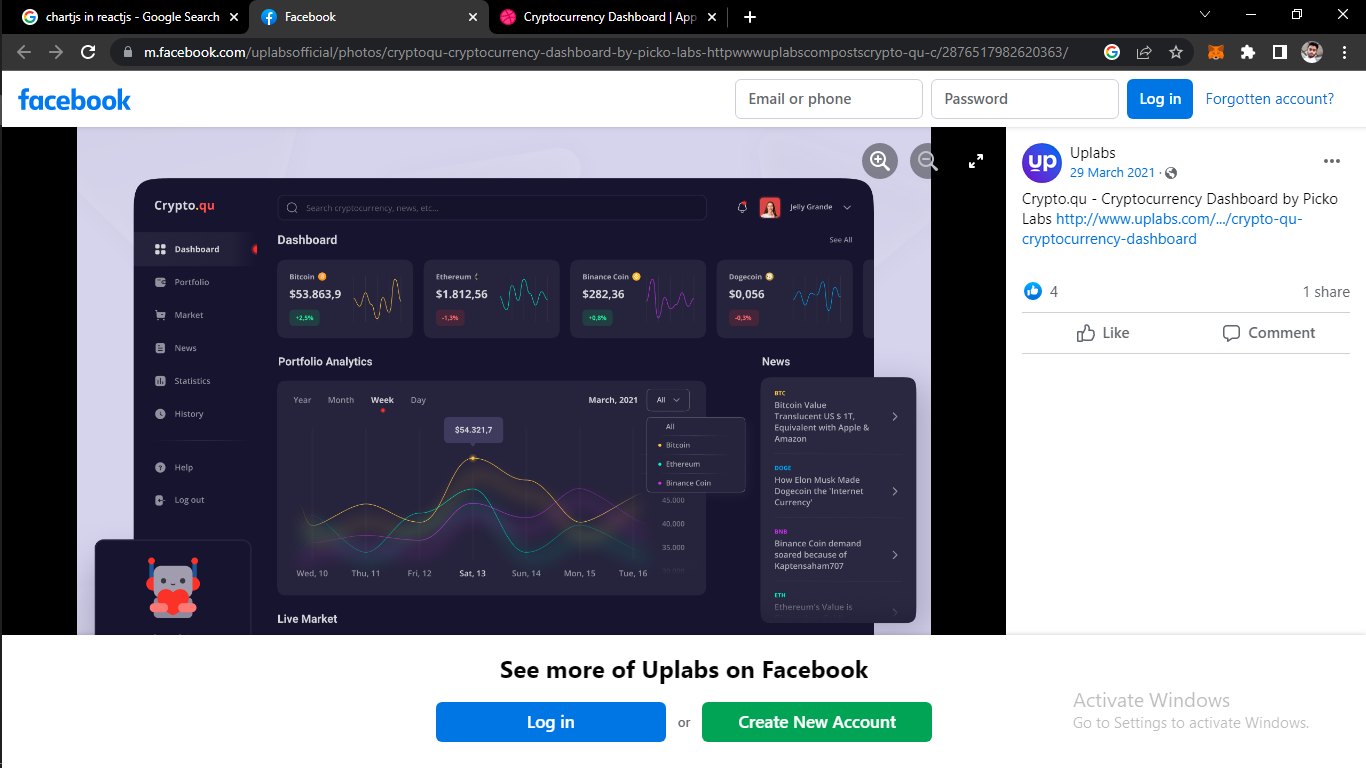 chartjs in reactjs - Google Search
Facebook
Cryptocurrency Dashboard | App
m.facebook.com/uplabsofficial/photos/cryptoqu-cryptocurrency-dashboard-by-picko-labs-httpwwwuplabscompostscrypto-qu-c/2876517982620363/
facebook
Email or phone
Password
Log in
Forgotten account?
Crypto.qu
Search cryptocurrency, news, etc...
Jelly Grande
Dashboard
Portfolio
Market
News
Statistics
History
Help
Log out
Dashboard
See All
Bitcoin
$53.863,9
+2,5%
Ethereum
$1.812,56
-1,3%
Binance Coin
$282,36
+0,8%
Dogecoin
$0,056
-0,3%
Portfolio Analytics
Year Month Week Day
March, 2021
All
All
Bitcoin
Ethereum
Binance Coin
$54.321,7
45.000
40.000
35.000
Wed, 10 Thu, 11 Fri, 12 Sat, 13 Sun, 14 Mon, 15 Tue, 16
Live Market
News
BTC
Bitcoin Value
Translucent US $ 1T,
Equivalent with Apple &
Amazon
DOGE
How Elon Musk Made
Dogecoin the 'Internet
Currency'
BNB
Binance Coin demand
soared because of
Kaptensaham707
ETH
Ethereum's Value is
up
Uplabs
29 March 2021 ·
Crypto.qu - Cryptocurrency Dashboard by Picko
Labs http://www.uplabs.com/.../crypto-qu-
cryptocurrency-dashboard
4
1 share
Like
Comment
See more of Uplabs on Facebook
Log in
or
Create New Account
Activate Windows
Go to Settings to activate Windows.